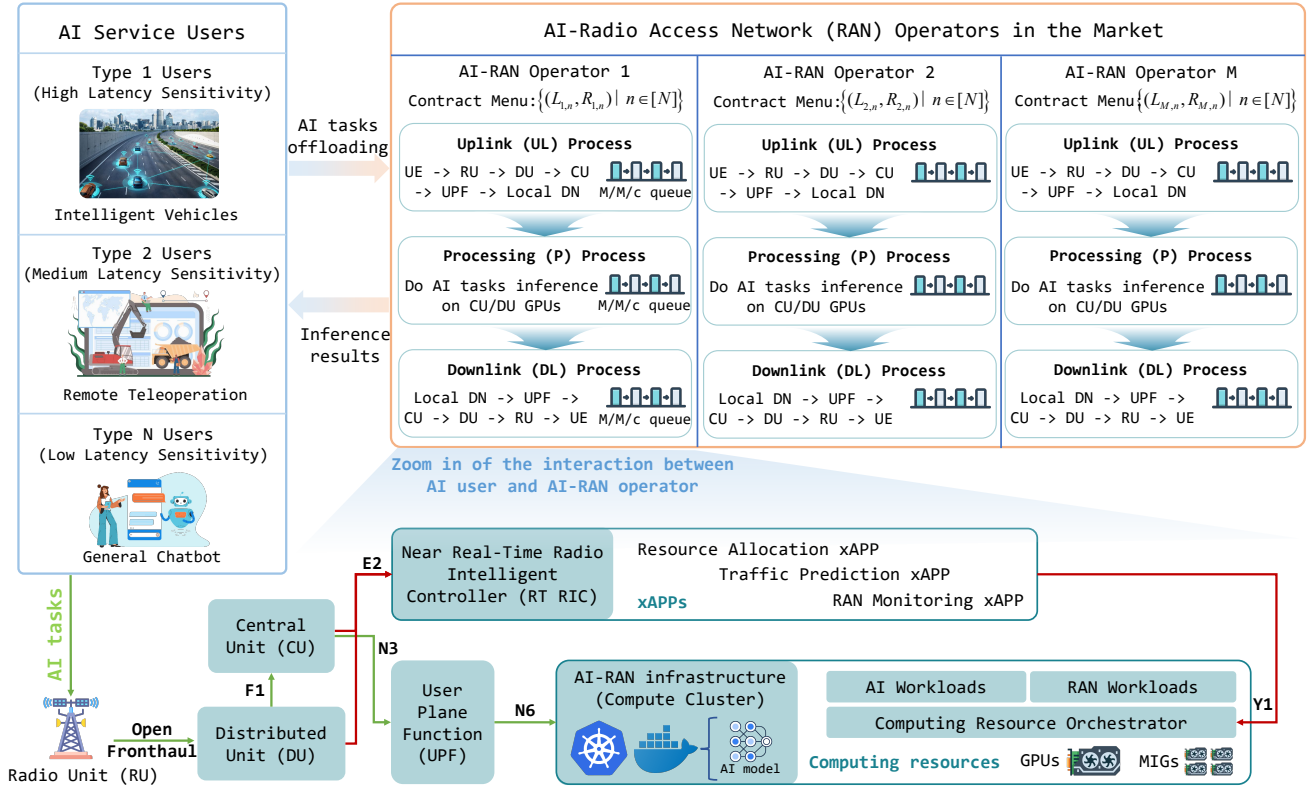 AI Service Users
Type 1 Users
(High Latency Sensitivity)
Intelligent Vehicles
Type 2 Users
(Medium Latency Sensitivity)
Remote Teleoperation
Type N Users
(Low Latency Sensitivity)
General Chatbot
AI tasks
offloading
Inference
results
AI-Radio Access Network (RAN) Operators in the Market
AI-RAN Operator 1
Contract Menu:{(L_{1,n}, R_{1,n}) | n∈[N]}
Uplink (UL) Process
UE -> RU -> DU -> CU
-> UPF -> Local DN
M/M/c queue
Processing (P) Process
Do AI tasks inference
on CU/DU GPUs
M/M/c queue
Downlink (DL) Process
Local DN -> UPF ->
CU -> DU -> RU -> UE
M/M/c queue
AI-RAN Operator 2
Contract Menu:{(L_{2,n}, R_{2,n}) | n∈[N]}
Uplink (UL) Process
UE -> RU -> DU -> CU
-> UPF -> Local DN
Processing (P) Process
Do AI tasks inference
on CU/DU GPUs
Downlink (DL) Process
Local DN -> UPF ->
CU -> DU -> RU -> UE
AI-RAN Operator M
Contract Menu{(L_{M,n}, R_{M,n}) | n∈[N]}
Uplink (UL) Process
UE -> RU -> DU -> CU
-> UPF -> Local DN
Processing (P) Process
Do AI tasks inference
on CU/DU GPUs
Downlink (DL) Process
Local DN -> UPF ->
CU -> DU -> RU -> UE
Zoom in of the interaction between
AI user and AI-RAN operator
AI tasks
Radio Unit (RU)
Open
Fronthaul
Distributed
Unit (DU)
F1
Central
Unit (CU)
E2
N3
Near Real-Time Radio
Intelligent
Controller (RT RIC)
Resource Allocation xAPP
Traffic Prediction xAPP
xAPPs
RAN Monitoring xAPP
User
Plane
Function
(UPF)
N6
AI-RAN infrastructure
(Compute Cluster)
AI model
AI Workloads
RAN Workloads
Computing Resource Orchestrator
Y1
Computing resources
GPUs
MIGs